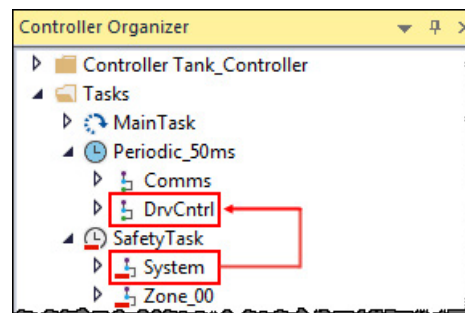 Controller Organizer
Controller Tank_Controller
Tasks
MainTask
Periodic_50ms
Comms
DrvCntrl
SafetyTask
System
Zone_00